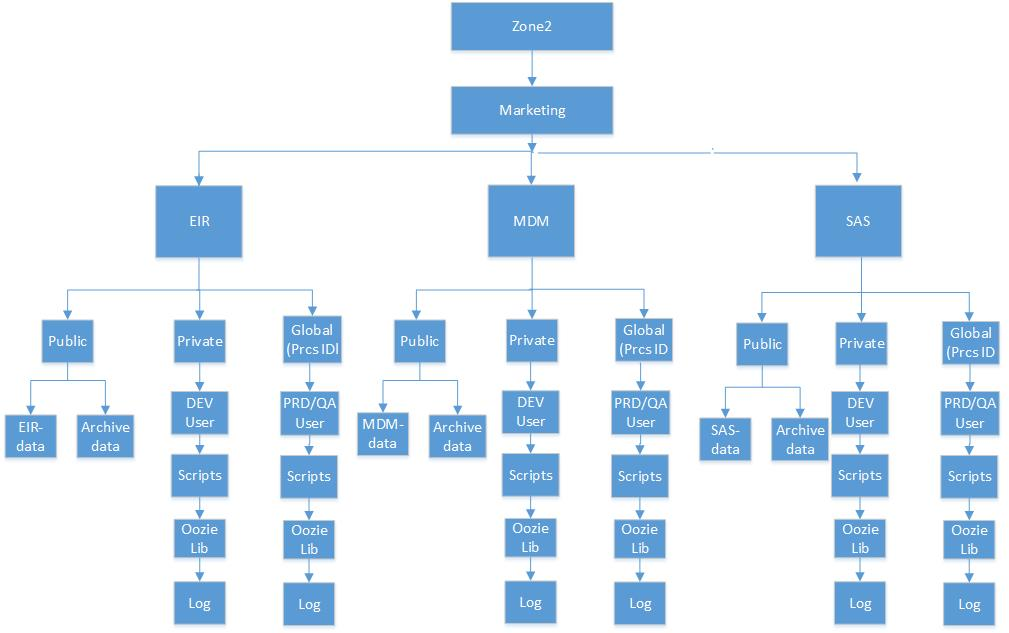 Zone2
Marketing
EIR
MDM
SAS
Public
Private
Global
(Prcs IDl
Public
Private
Global
(Prcs ID
Public
Private
Global
(Prcs ID
EIR-
data
Archive
data
DEV
User
PRD/QA
User
MDM-
data
Archive
data
DEV
User
PRD/QA
User
SAS-
data
Archive
data
DEV
User
PRD/QA
User
Scripts
Scripts
Scripts
Scripts
Scripts
Scripts
Oozie
Lib
Oozie
Lib
Oozie
Lib
Oozie
Lib
Oozie
Lib
Oozie
Lib
Log
Log
Log
Log
Log
Log